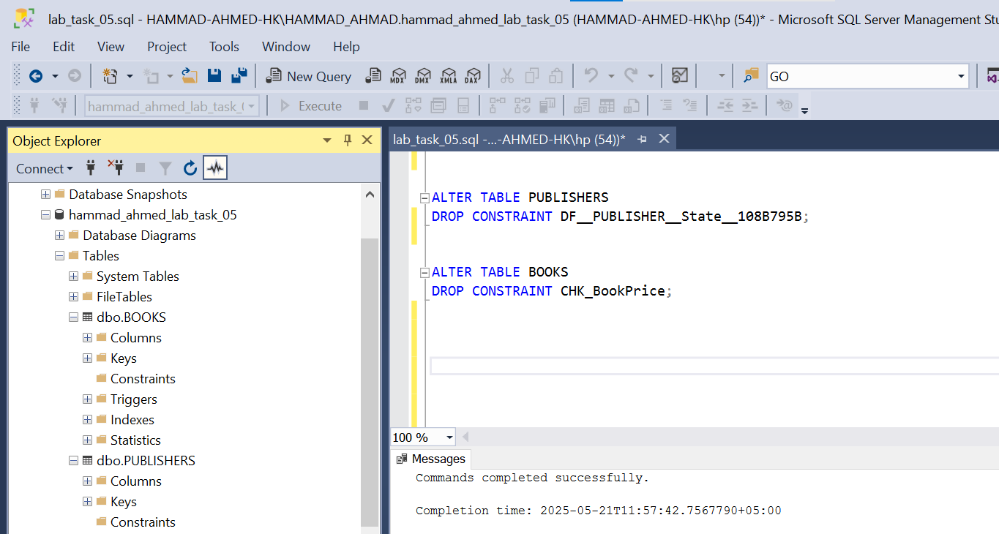 lab_task_05.sql - HAMMAD-AHMED-HK\HAMMAD_AHMAD.hammad_ahmed_lab_task_05 (HAMMAD-AHMED-HK\hp (54))* - Microsoft SQL Server Management Stu
File Edit View Project Tools Window Help
New Query MDX DMX XMLA DAX GO
hammad_ahmed_lab_task_ Execute
Object Explorer
Connect
Database Snapshots
hammad_ahmed_lab_task_05
Database Diagrams
Tables
System Tables
FileTables
dbo.BOOKS
Columns
Keys
Constraints
Triggers
Indexes
Statistics
dbo.PUBLISHERS
Columns
Keys
Constraints
lab_task_05.sql -...-AHMED-HK\hp (54))*
ALTER TABLE PUBLISHERS
DROP CONSTRAINT DF__PUBLISHER__State__108B795B;
ALTER TABLE BOOKS
DROP CONSTRAINT CHK_BookPrice;
100 %
Messages
Commands completed successfully.
Completion time: 2025-05-21T11:57:42.7567790+05:00